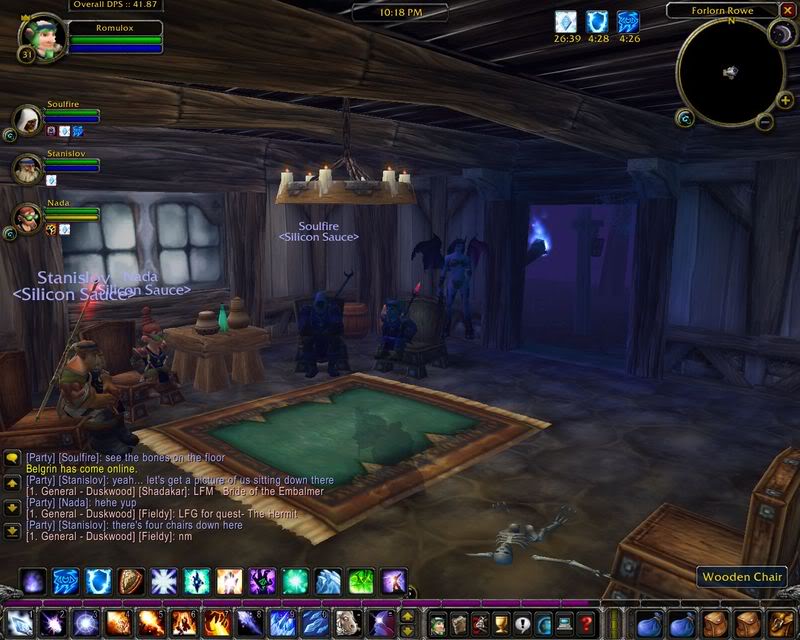 Overall DPS :: 41.87
Romulox
31
10:18 PM
26:39 4:28 4:26
Forlorn Rowe
N
Soulfire
Stanislov
Nada
Soulfire
<Silicon Sauce>
Stanislov
<Silicon Sauce>
Nada
<Silicon Sauce>
[Party] [Soulfire]: see the bones on the floor
Belgrin has come online.
[Party] [Stanislov]: yeah... let's get a picture of us sitting down there
[1. General - Duskwood] [Shadakar]: LFM - Bride of the Embalmer
[Party] [Nada]: hehe yup
[1. General - Duskwood] [Fieldy]: LFG for quest- The Hermit
[Party] [Stanislov]: there's four chairs down here
[1. General - Duskwood] [Fieldy]: nm
Wooden Chair